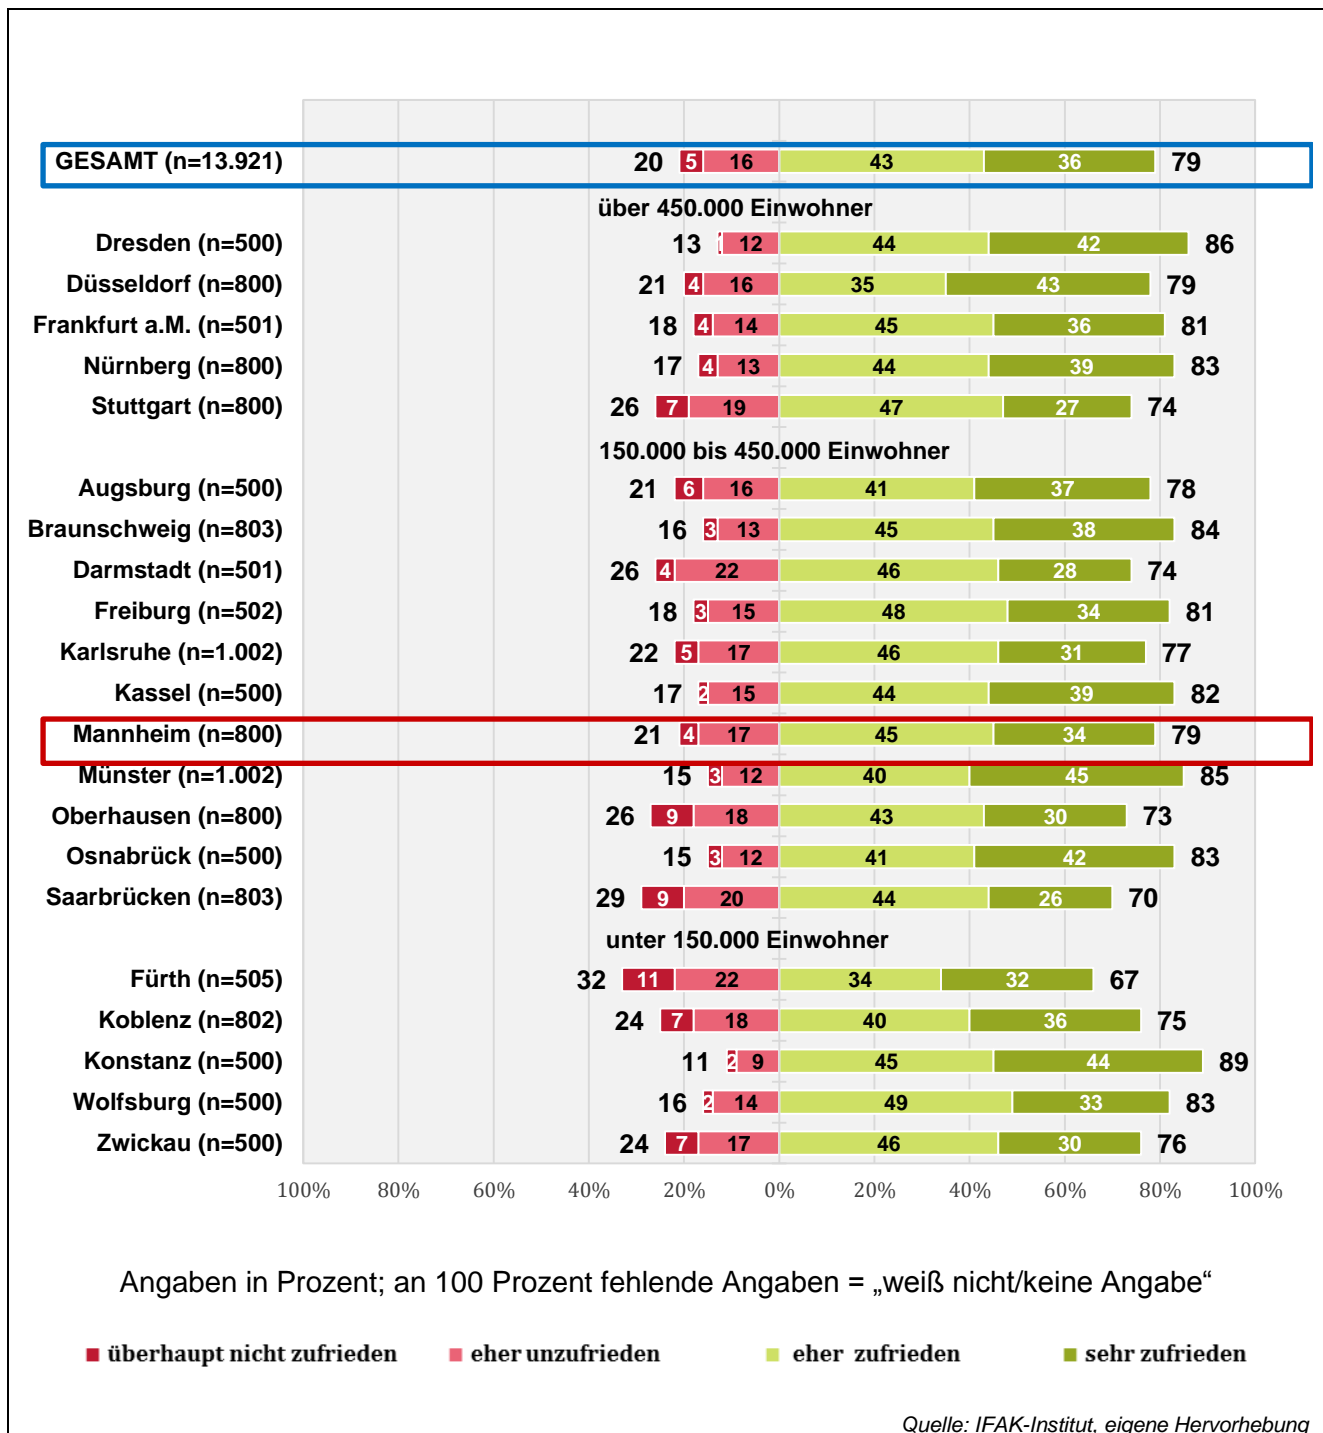 GESAMT (n=13.921) 20 5 16 43 36 79
über 450.000 Einwohner
Dresden (n=500) 13 1 12 44 42 86
Düsseldorf (n=800) 21 4 16 35 43 79
Frankfurt a.M. (n=501) 18 4 14 45 36 81
Nürnberg (n=800) 17 4 13 44 39 83
Stuttgart (n=800) 26 7 19 47 27 74
150.000 bis 450.000 Einwohner
Augsburg (n=500) 21 6 16 41 37 78
Braunschweig (n=803) 16 3 13 45 38 84
Darmstadt (n=501) 26 4 22 46 28 74
Freiburg (n=502) 18 3 15 48 34 81
Karlsruhe (n=1.002) 22 5 17 46 31 77
Kassel (n=500) 17 2 15 44 39 82
Mannheim (n=800) 21 4 17 45 34 79
Münster (n=1.002) 15 3 12 40 45 85
Oberhausen (n=800) 26 9 18 43 30 73
Osnabrück (n=500) 15 3 12 41 42 83
Saarbrücken (n=803) 29 9 20 44 26 70
unter 150.000 Einwohner
Fürth (n=505) 32 11 22 34 32 67
Koblenz (n=802) 24 7 18 40 36 75
Konstanz (n=500) 11 2 9 45 44 89
Wolfsburg (n=500) 16 2 14 49 33 83
Zwickau (n=500) 24 7 17 46 30 76
100% 80% 60% 40% 20% 0% 20% 40% 60% 80% 100%
Angaben in Prozent; an 100 Prozent fehlende Angaben = „weiß nicht/keine Angabe“
überhaupt nicht zufrieden eher unzufrieden eher zufrieden sehr zufrieden
Quelle: IFAK-Institut, eigene Hervorhebung